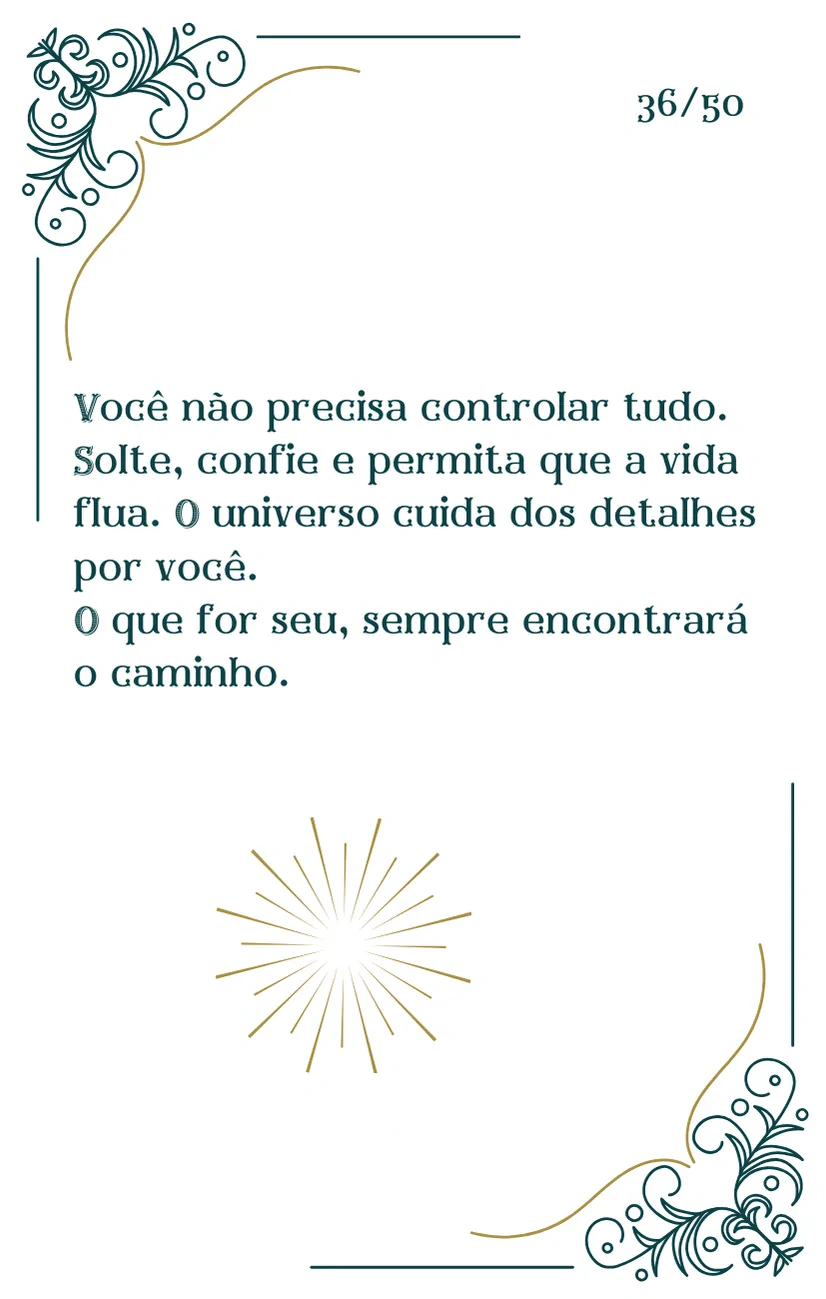 36/50
Você não precisa controlar tudo.
Solte, confie e permita que a vida
flua. O universo cuida dos detalhes
por você.
O que for seu, sempre encontrará
o caminho.